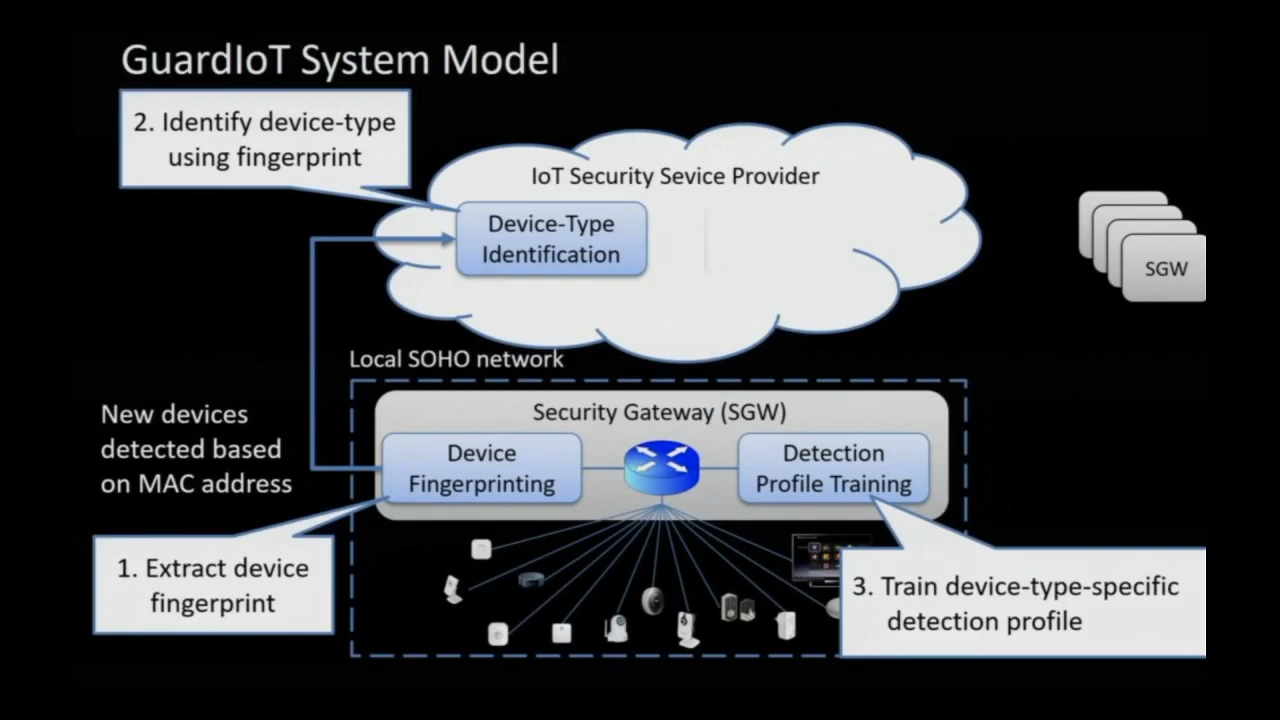 GuardIoT System Model
2. Identify device-type
using fingerprint
IoT Security Sevice Provider
Device-Type
Identification
SGW
Local SOHO network
New devices
detected based
on MAC address
Security Gateway (SGW)
Device
Fingerprinting
Detection
Profile Training
1. Extract device
fingerprint
3. Train device-type-specific
detection profile